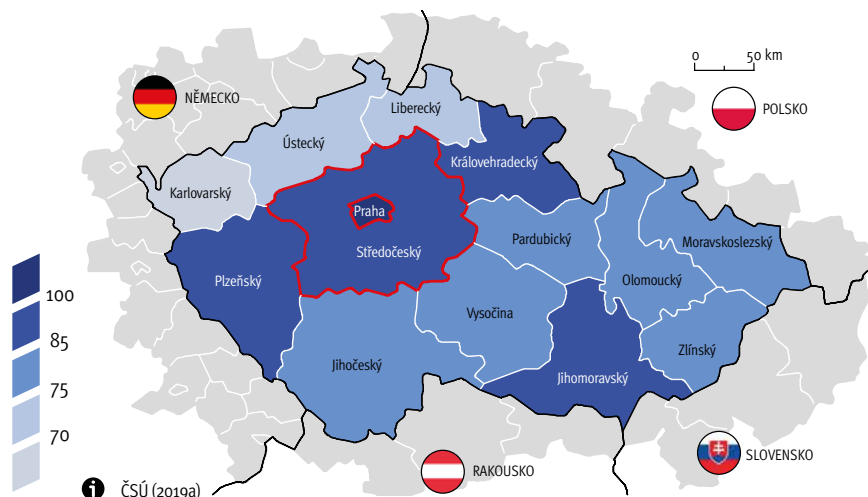 0 50 km
NĚMECKO
POLSKO
Liberecký
Ústecký
Královehradecký
Karlovarský
Praha
Středočeský
Pardubický
Moravskoslezský
Plzeňský
Olomoucký
Vysočina
Zlínský
Jihočeský
Jihomoravský
100
85
75
70
SLOVENSKO
RAKOUSKO
i ČSÚ (2019a)